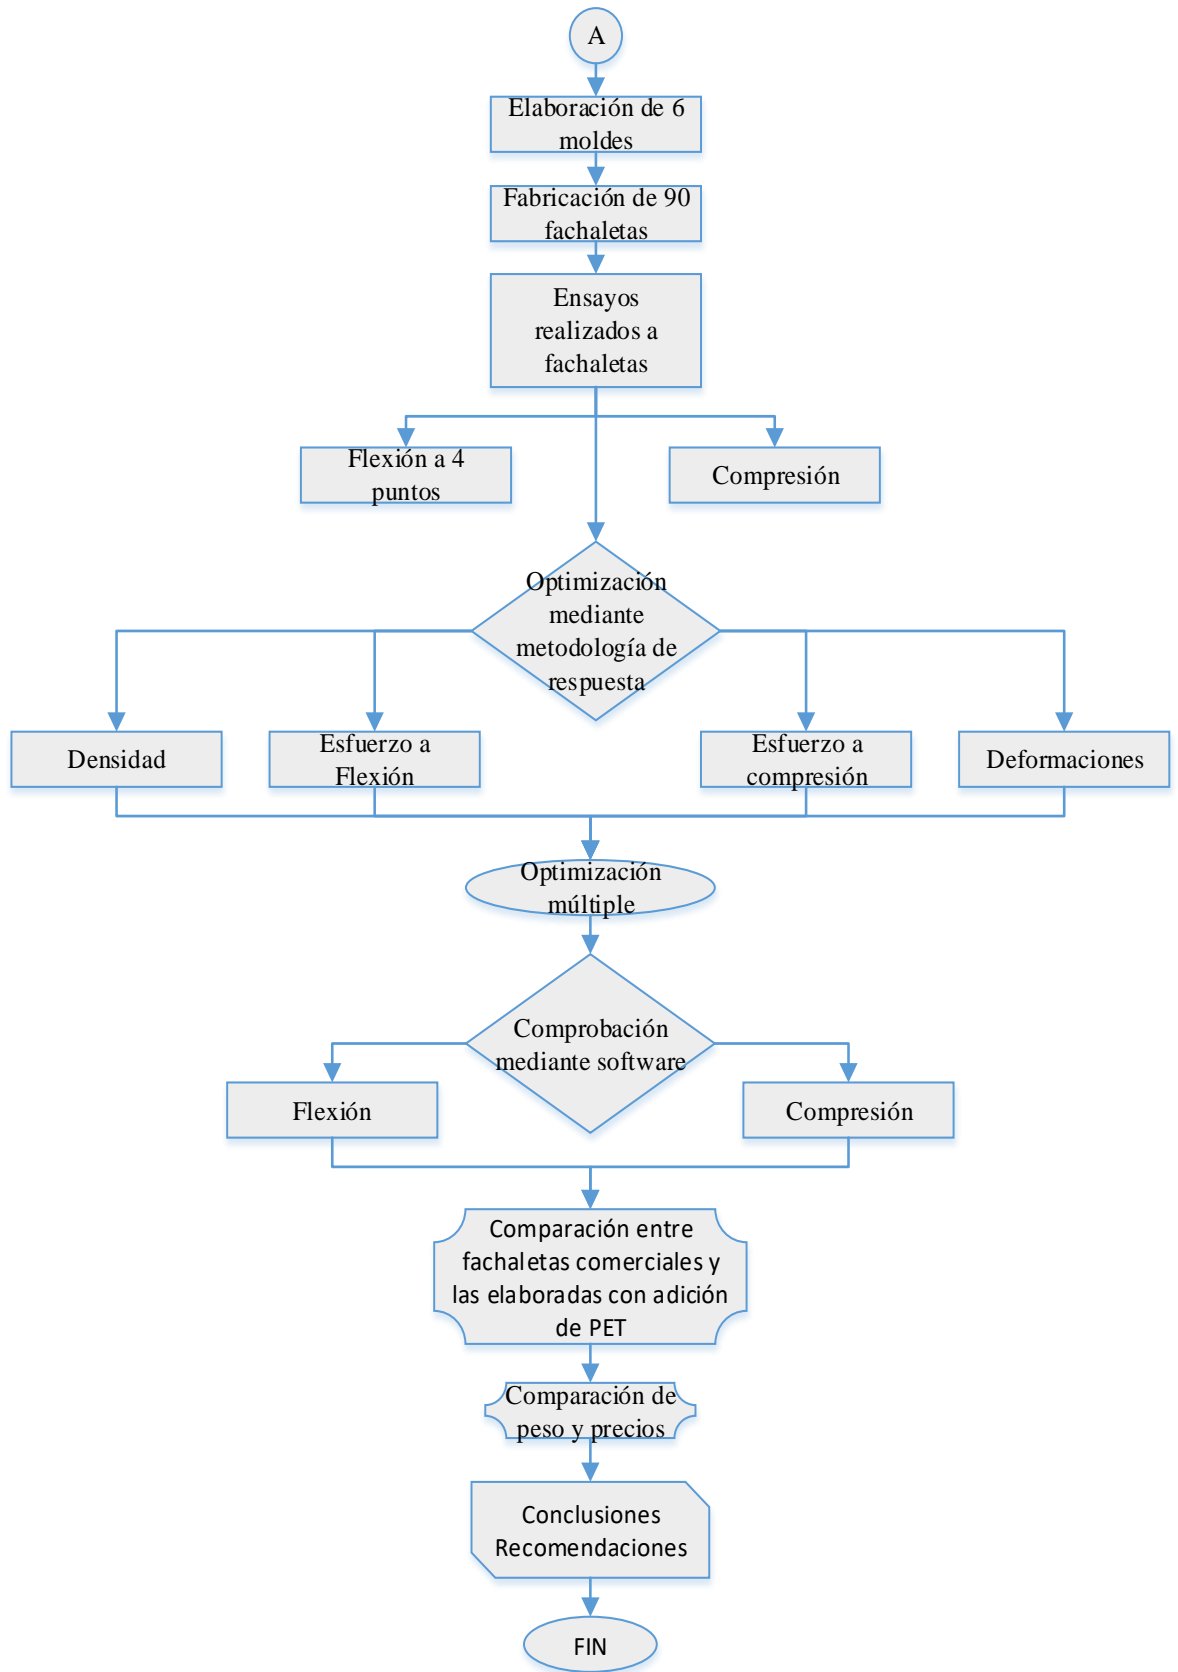 A
Elaboración de 6
moldes
Fabricación de 90
fachaletas
Ensayos
realizados a
fachaletas
Flexión a 4
puntos
Compresión
Optimización
mediante
metodología de
respuesta
Densidad
Esfuerzo a
Flexión
Esfuerzo a
compresión
Deformaciones
Optimización
múltiple
Comprobación
mediante software
Flexión
Compresión
Comparación entre
fachaletas comerciales y
las elaboradas con adición
de PET
Comparación de
peso y precios
Conclusiones
Recomendaciones
FIN